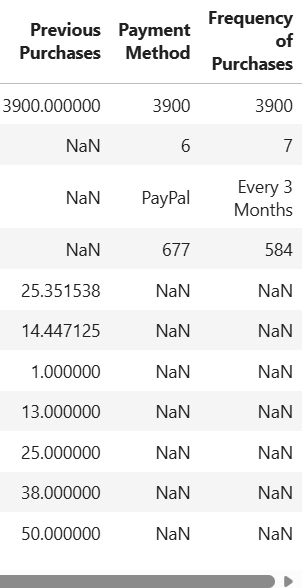 Previous Purchases Payment Method Frequency of Purchases
3900.000000 3900 3900
NaN 6 7
NaN PayPal Every 3 Months
NaN 677 584
25.351538 NaN NaN
14.447125 NaN NaN
1.000000 NaN NaN
13.000000 NaN NaN
25.000000 NaN NaN
38.000000 NaN NaN
50.000000 NaN NaN